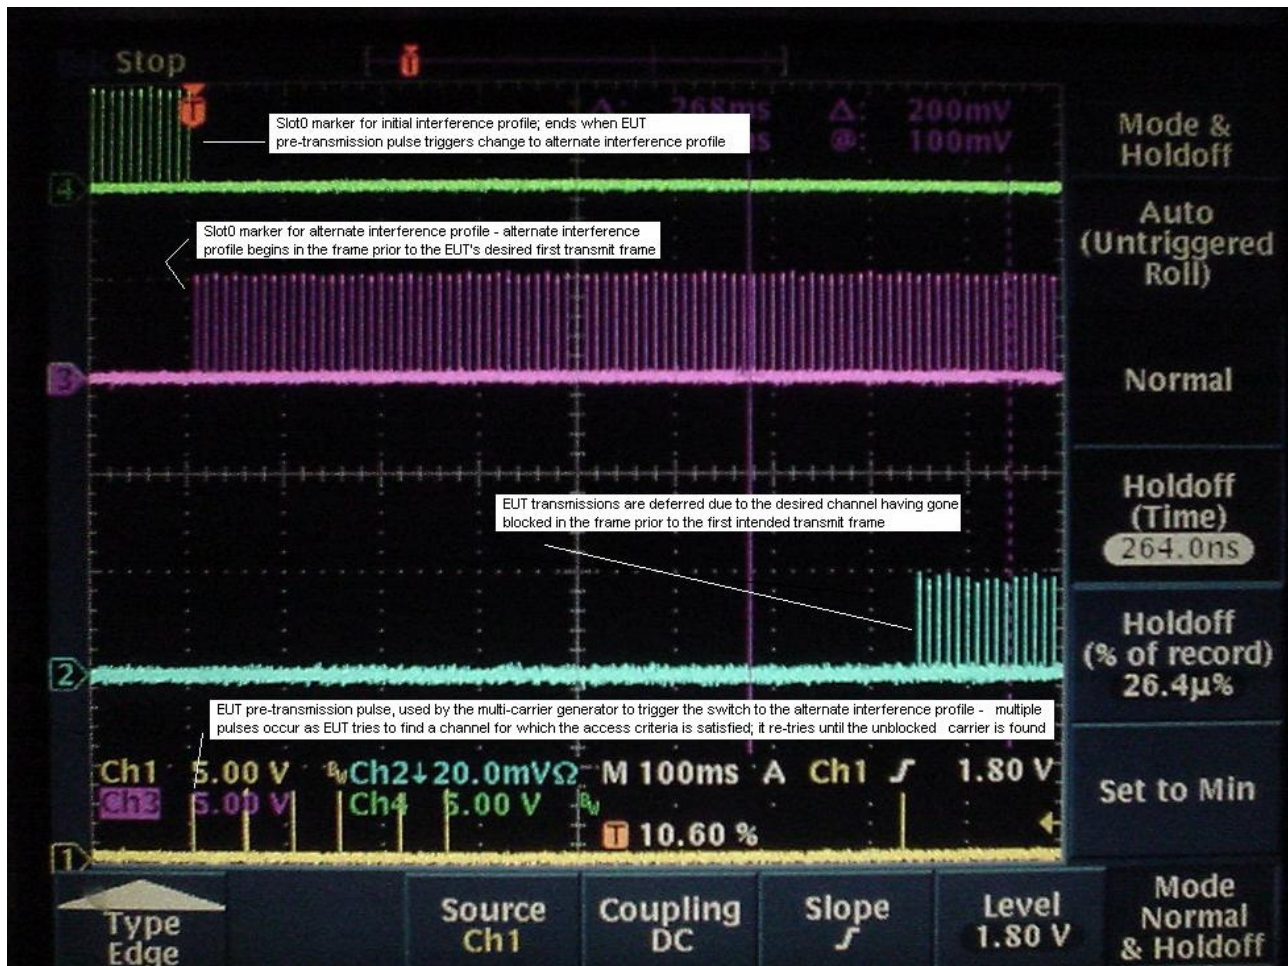 Stop
T
Δ: 268ms Δ: 200mV
@: 100mV
T
Slot0 marker for initial interference profile; ends when EUT
pre-transmission pulse triggers change to alternate interference profile
4
Slot0 marker for alternate interference profile - alternate interference
profile begins in the frame prior to the EUT's desired first transmit frame
3
EUT transmissions are deferred due to the desired channel having gone
blocked in the frame prior to the first intended transmit frame
2
EUT pre-transmission pulse, used by the multi-carrier generator to trigger the switch to the alternate interference profile - multiple
pulses occur as EUT tries to find a channel for which the access criteria is satisfied; it re-tries until the unblocked carrier is found
Ch1 5.00 V BW Ch2↓20.0mVΩ M 100ms A Ch1 ʃ 1.80 V
Ch3 5.00 V Ch4 5.00 V BW
T 10.60 %
1
Mode &
Holdoff
Auto
(Untriggered
Roll)
Normal
Holdoff
(Time)
264.0ns
Holdoff
(% of record)
26.4µ%
Set to Min
Type
Edge
Source
Ch1
Coupling
DC
Slope
Level
1.80 V
Mode
Normal
& Holdoff